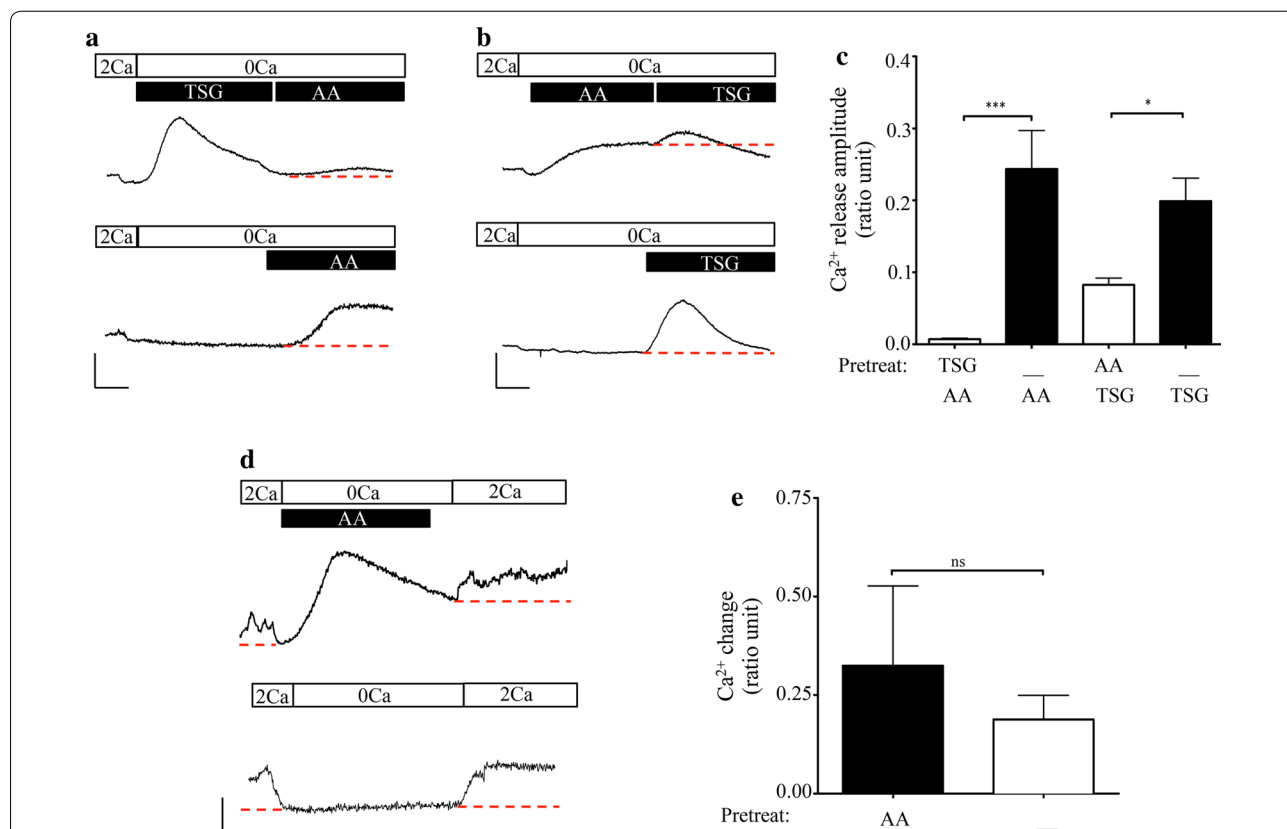 a
2Ca 0Ca
TSG AA
2Ca 0Ca
AA
b
2Ca 0Ca
AA TSG
2Ca 0Ca
TSG
c
0.4
0.3
0.2
0.1
0.0
Ca2+ release amplitude
(ratio unit)
*** *
Pretreat: TSG — AA —
AA AA TSG TSG
d
2Ca 0Ca 2Ca
AA
2Ca 0Ca 2Ca
e
0.75
0.50
0.25
0.00
Ca2+ change
(ratio unit)
ns
Pretreat: AA —